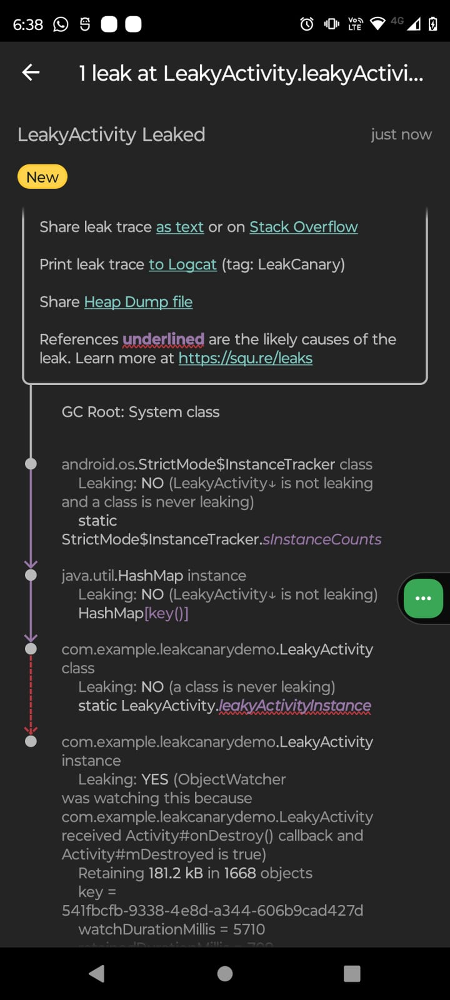 6:38
Vo)) LTE
4G
1 leak at LeakyActivity.leakyActivi...
LeakyActivity Leaked
just now
New
Share leak trace as text or on Stack Overflow
Print leak trace to Logcat (tag: LeakCanary)
Share Heap Dump file
References underlined are the likely causes of the
leak. Learn more at https://squ.re/leaks
GC Root: System class
android.os.StrictMode$InstanceTracker class
Leaking: NO (LeakyActivity↓ is not leaking
and a class is never leaking)
static
StrictMode$InstanceTracker.sInstanceCounts
java.util.HashMap instance
Leaking: NO (LeakyActivity↓ is not leaking)
HashMap[key()]
com.example.leakcanarydemo.LeakyActivity
class
Leaking: NO (a class is never leaking)
static LeakyActivity.leakyActivityInstance
com.example.leakcanarydemo.LeakyActivity
instance
Leaking: YES (ObjectWatcher
was watching this because
com.example.leakcanarydemo.LeakyActivity
received Activity#onDestroy() callback and
Activity#mDestroyed is true)
Retaining 181.2 kB in 1668 objects
key =
541fbcfb-9338-4e8d-a344-606b9cad427d
watchDurationMillis = 5710
retainedDurationMillis =